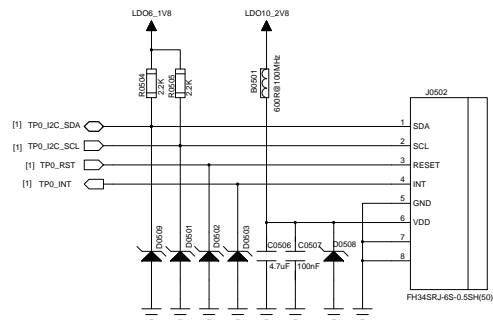 LDO6_1V8
LDO10_2V8
R0504
2.2K
R0505
2.2K
B0501
600R@100MHz
J0502
[1] TP0_I2C_SDA
1 SDA
[1] TP0_I2C_SCL
2 SCL
[1] TP0_RST
3 RESET
[1] TP0_INT
4 INT
5 GND
6 VDD
7
8
D0509
D0501
D0502
D0503
C0506
4.7uF
C0507
100nF
D0508
FH34SRJ-6S-0.5SH(50)